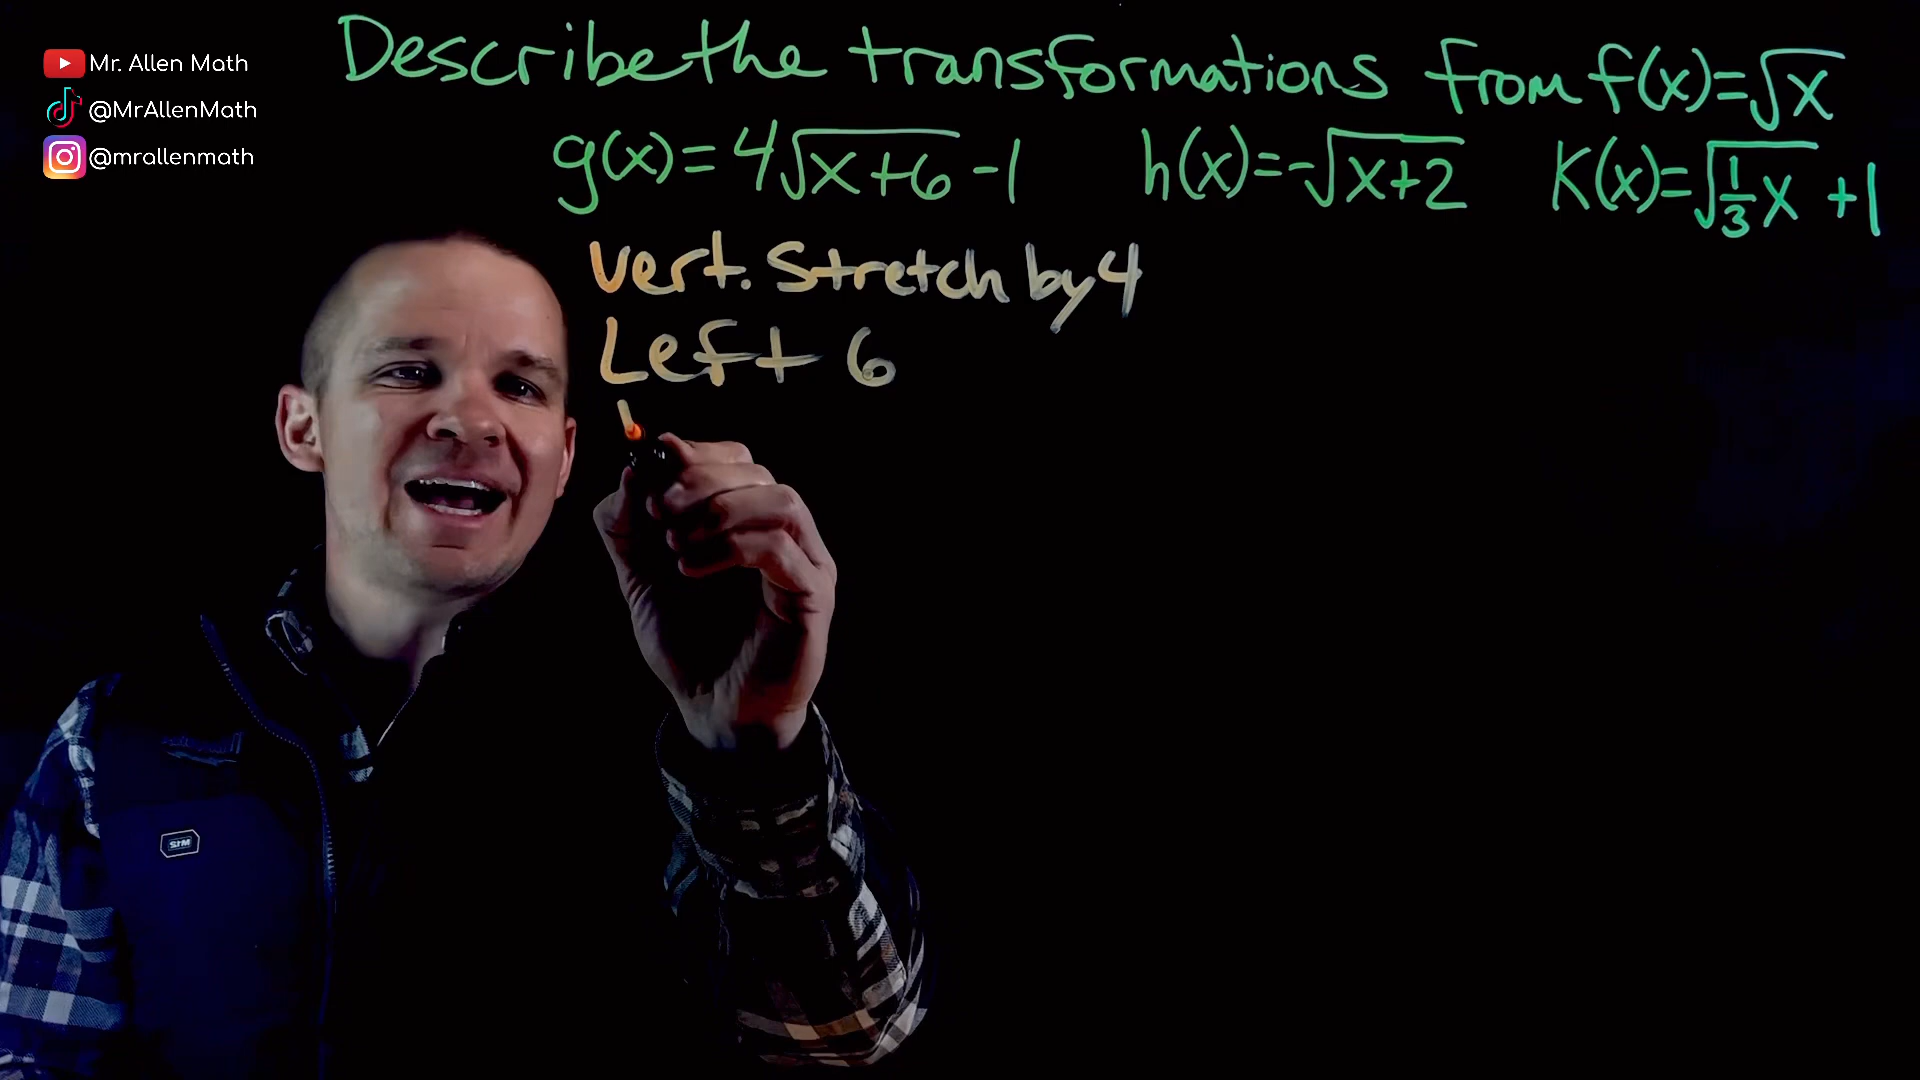 Mr. Allen Math
@MrAllenMath
@mrallenmath
Describe the transformations from f(x)=√x
g(x)=4√x+6 -1 h(x)=-√x+2 K(x)=√1/3x +1
Vert. Stretch by 4
Left 6